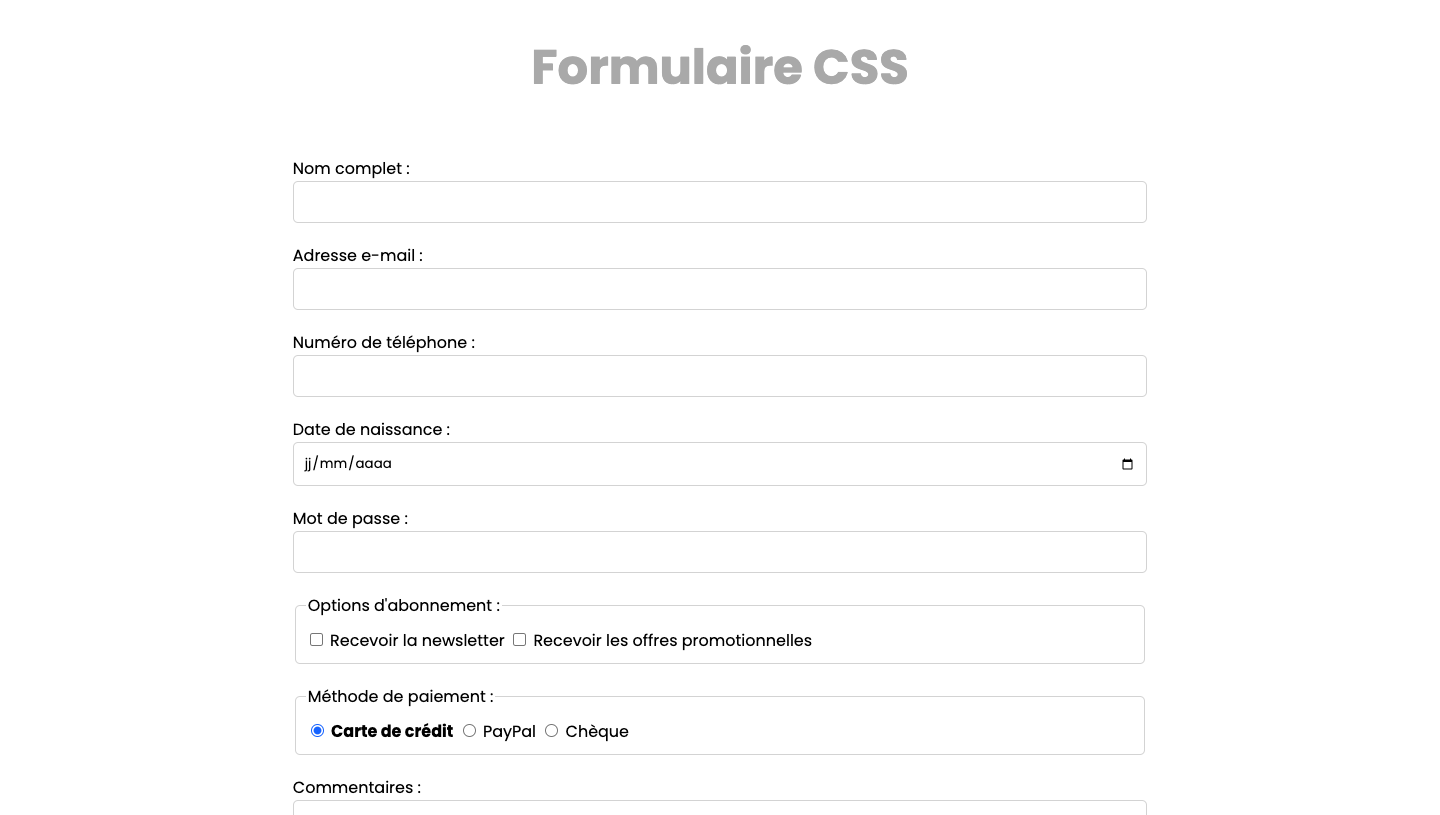 Formulaire CSS
Nom complet :
Adresse e-mail :
Numéro de téléphone :
Date de naissance :
jj/mm/aaaa
Mot de passe :
Options d'abonnement :
Recevoir la newsletter Recevoir les offres promotionnelles
Méthode de paiement :
Carte de crédit PayPal Chèque
Commentaires :